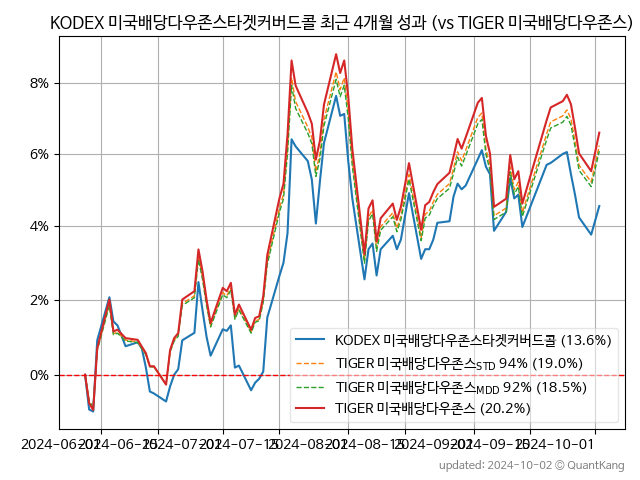 KODEX 미국배당다우존스타겟커버드콜 최근 4개월 성과 (vs TIGER 미국배당다우존스)
8%
6%
4%
2%
0%
KODEX 미국배당다우존스타겟커버드콜 (13.6%)
TIGER 미국배당다우존스STD 94% (19.0%)
TIGER 미국배당다우존스MDD 92% (18.5%)
TIGER 미국배당다우존스 (20.2%)
2024-06-01 2024-06-15 2024-07-01 2024-07-15 2024-08-01 2024-08-15 2024-09-01 2024-09-15 2024-10-01
updated: 2024-10-02 © QuantKang